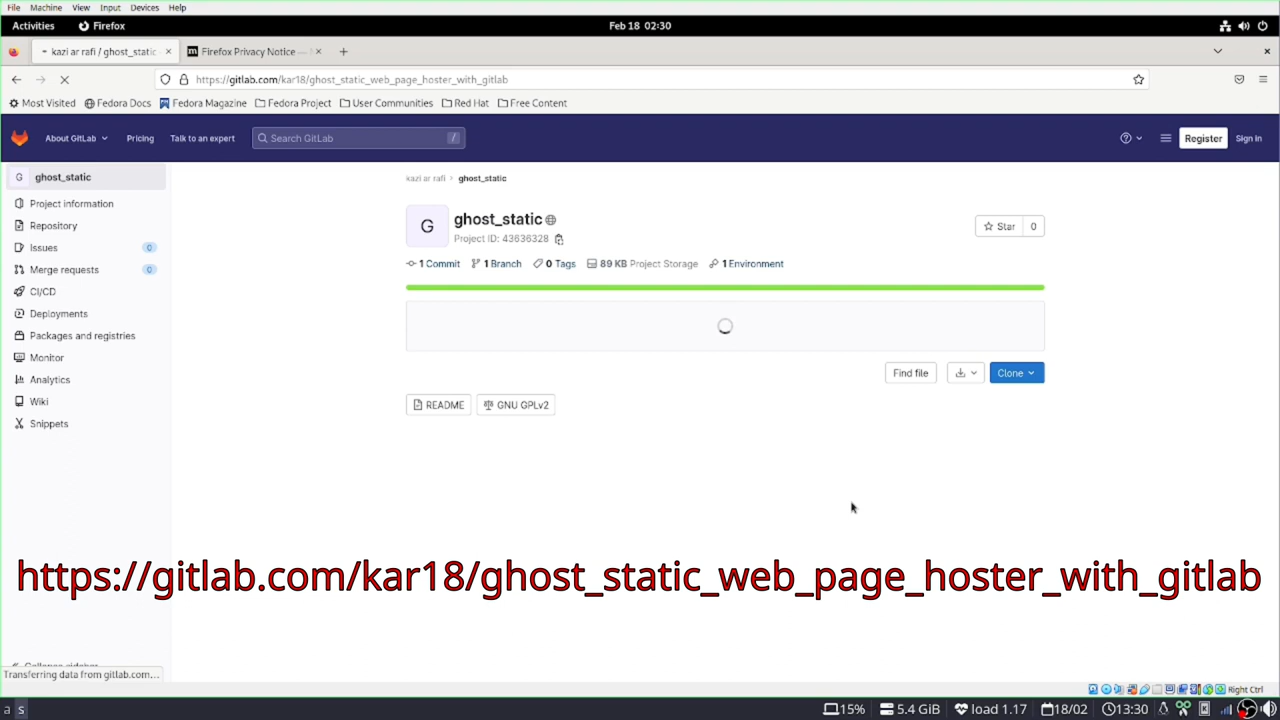 File Machine View Input Devices Help
Activities Firefox Feb 18 02:30
kazi ar rafi / ghost_static Firefox Privacy Notice —
https://gitlab.com/kar18/ghost_static_web_page_hoster_with_gitlab
Most Visited Fedora Docs Fedora Magazine Fedora Project User Communities Red Hat Free Content
About GitLab Pricing Talk to an expert Search GitLab / Register Sign in
G ghost_static
kazi ar rafi > ghost_static
Project information
Repository
Issues 0
Merge requests 0
CI/CD
Deployments
Packages and registries
Monitor
Analytics
Wiki
Snippets
G ghost_static
Project ID: 43636328
Star 0
1 Commit 1 Branch 0 Tags 89 KB Project Storage 1 Environment
Find file Clone
README GNU GPLv2
https://gitlab.com/kar18/ghost_static_web_page_hoster_with_gitlab
Collapse sidebar
Transferring data from gitlab.com...
Right Ctrl
a s 15% 5.4 GiB load 1.17 18/02 13:30